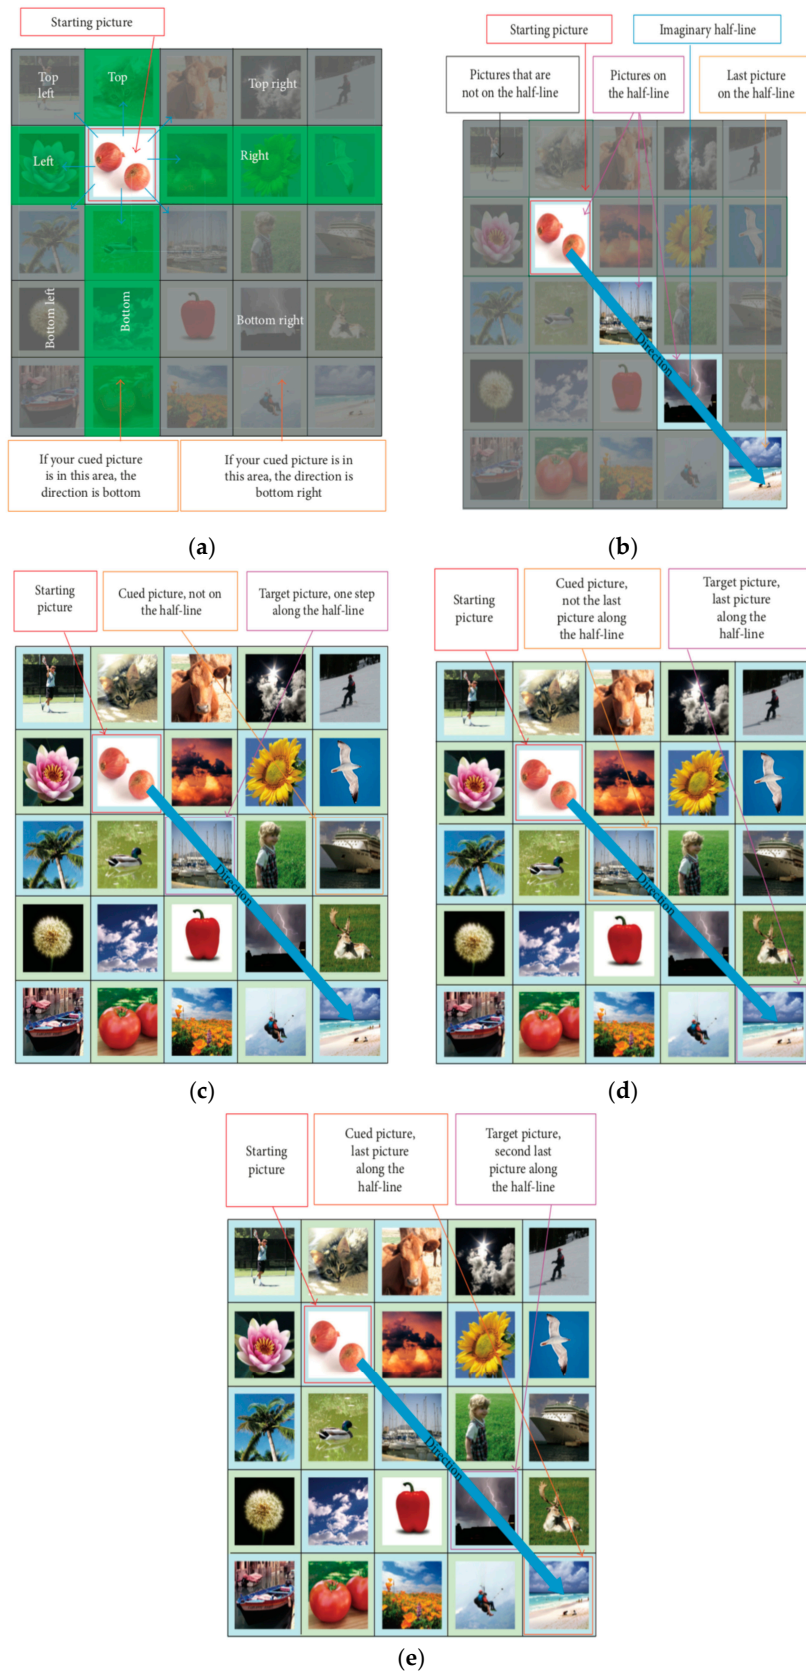 Starting picture
Top
left
Top
Top right
Left
Right
Bottom left
Bottom
Bottom right
If your cued picture
is in this area, the
direction is bottom
If your cued picture is in
this area, the direction is
bottom right
(a)
Starting picture
Imaginary half-line
Pictures that are
not on the half-line
Pictures on
the half-line
Last picture
on the half-line
Direction
(b)
Starting
picture
Cued picture, not on
the half-line
Target picture, one step
along the half-line
Direction
(c)
Starting
picture
Cued picture,
not the last
picture along
the half-line
Target picture,
last picture
along the
half-line
Direction
(d)
Starting
picture
Cued picture,
last picture
along the
half-line
Target picture,
second last
picture along
the half-line
Direction
(e)